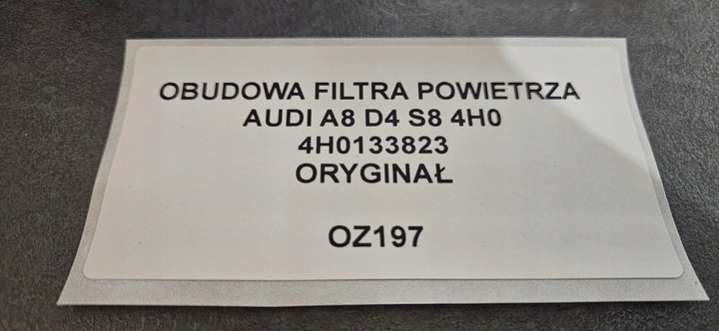 OBUDOWA FILTRA POWIETRZA
AUDI A8 D4 S8 4H0
4H0133823
ORYGINAŁ
OZ197